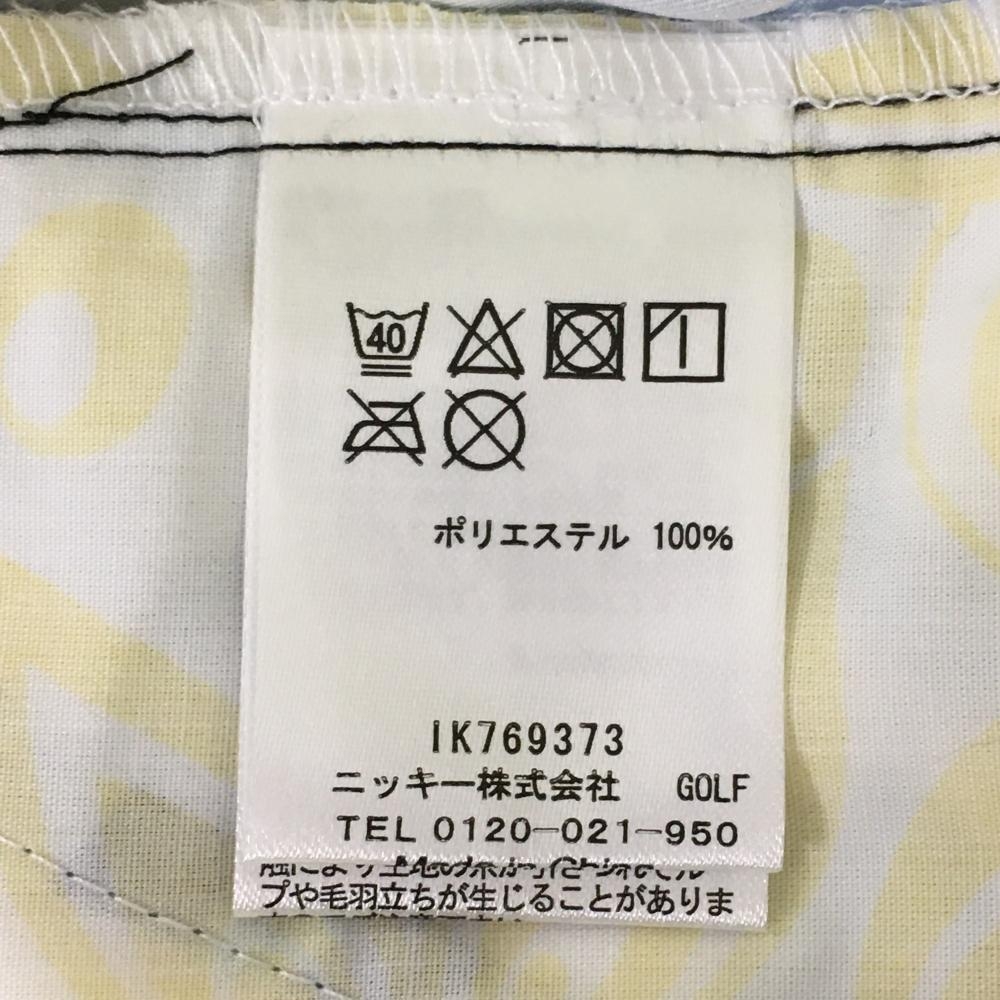 40
ポリエステル 100%
IK769373
ニッキー株式会社 GOLF
TEL 0120-021-950
プや毛羽立ちが生じることがありま